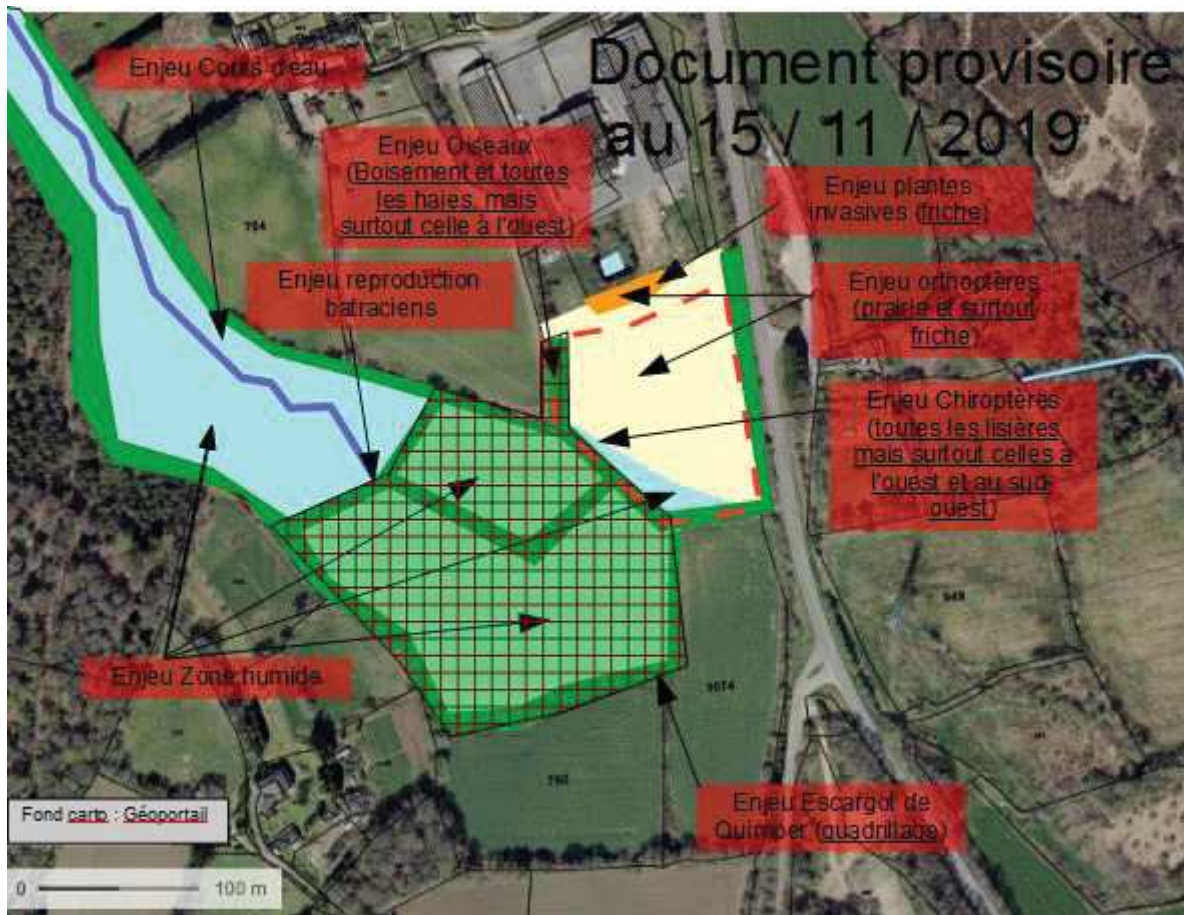 Document provisoire
au 15 / 11 / 2019
Enjeu Cours d'eau
Enjeu Oiseaux
(Boisement et toutes
les haies, mais
surtout celle à l'ouest)
Enjeu plantes
invasives (friche)
Enjeu reproduction
batraciens
Enjeu orthoptères
(prairie et surtout
friche)
Enjeu Chiroptères
(toutes les lisières
mais surtout celles à
l'ouest et au sud-
ouest)
Enjeu Zone humide
Enjeu Escargot de
Quimper (quadrillage)
764
949
1074
790
Fond carto : Géoportail
0 100 m